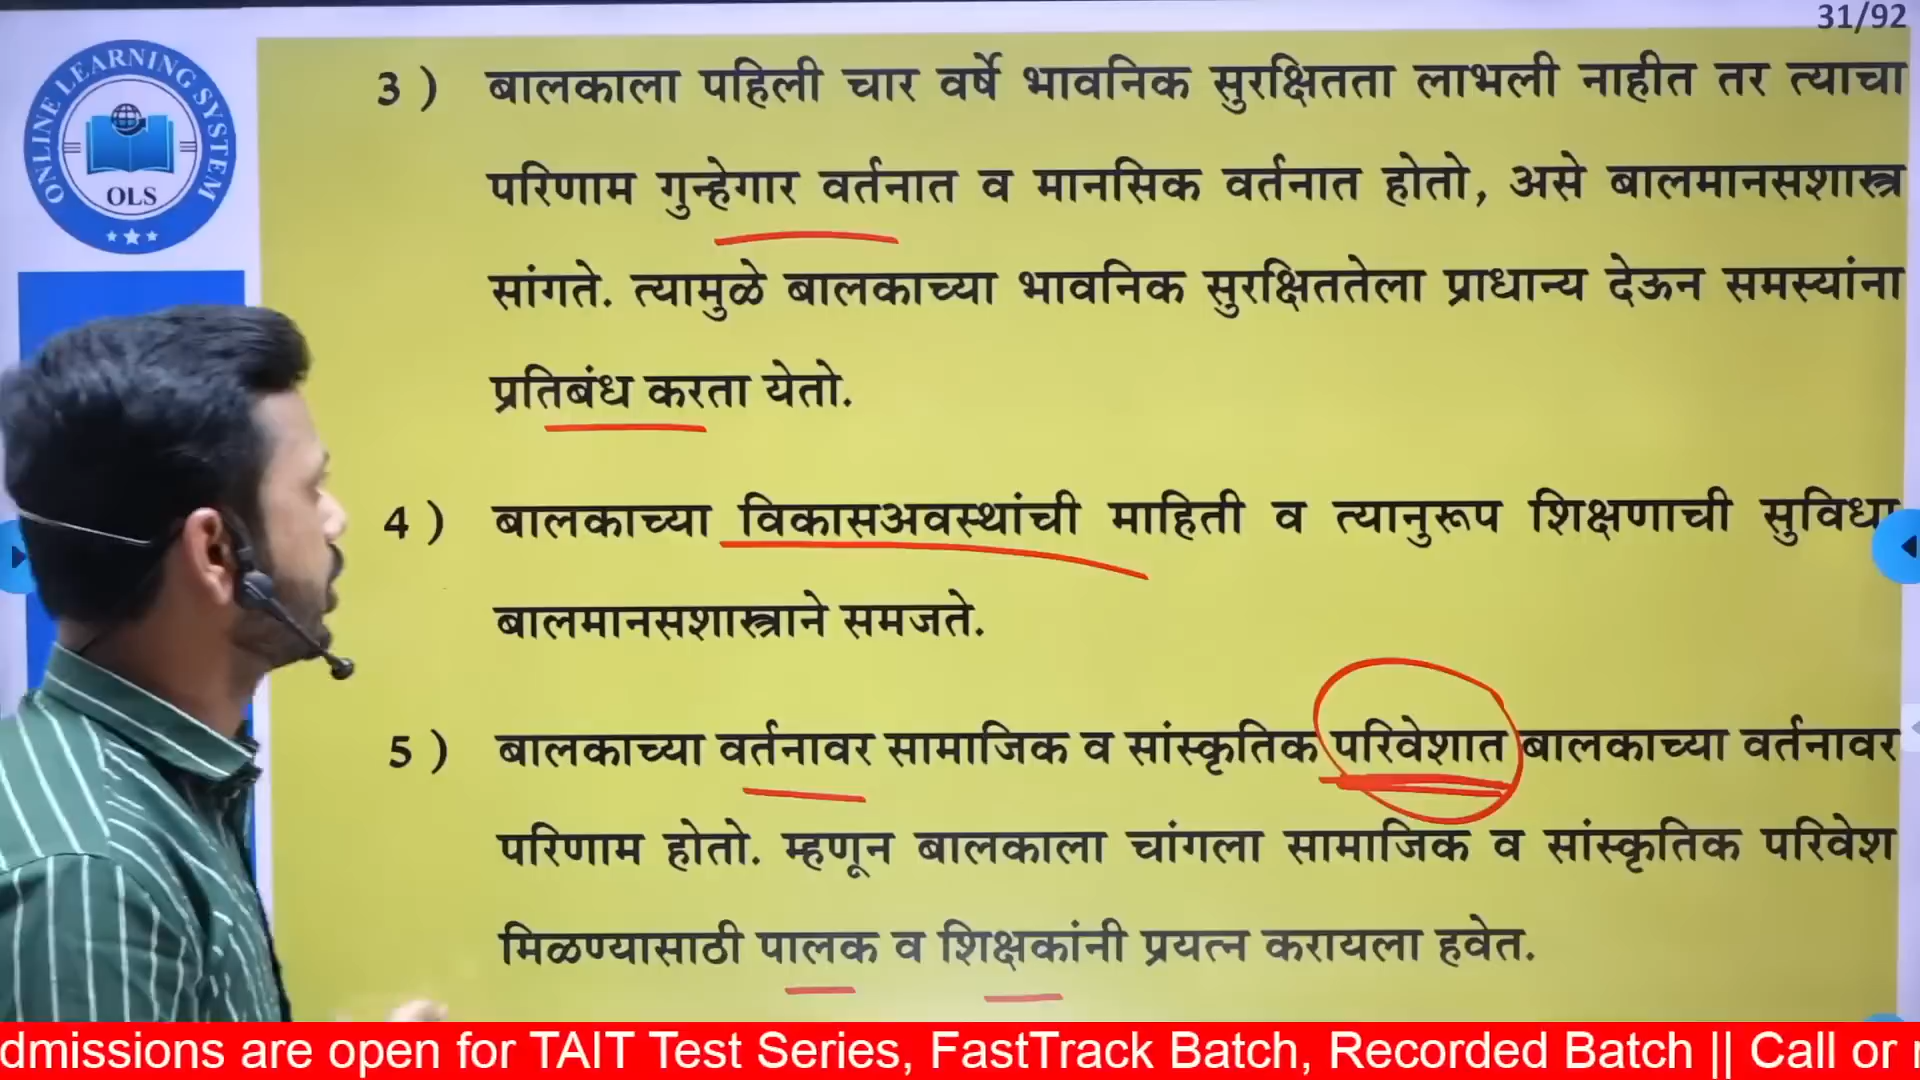 31/92
ONLINE LEARNING SYSTEM
OLS
3 ) बालकाला पहिली चार वर्षे भावनिक सुरक्षितता लाभली नाहीत तर त्याचा
परिणाम गुन्हेगार वर्तनात व मानसिक वर्तनात होतो, असे बालमानसशास्त्र
सांगते. त्यामुळे बालकाच्या भावनिक सुरक्षिततेला प्राधान्य देऊन समस्यांना
प्रतिबंध करता येतो.
4 ) बालकाच्या विकासअवस्थांची माहिती व त्यानुरूप शिक्षणाची सुविधा
बालमानसशास्त्राने समजते.
5 ) बालकाच्या वर्तनावर सामाजिक व सांस्कृतिक परिवेशात बालकाच्या वर्तनावर
परिणाम होतो. म्हणून बालकाला चांगला सामाजिक व सांस्कृतिक परिवेश
मिळण्यासाठी पालक व शिक्षकांनी प्रयत्न करायला हवेत.
dmissions are open for TAIT Test Series, FastTrack Batch, Recorded Batch || Call or